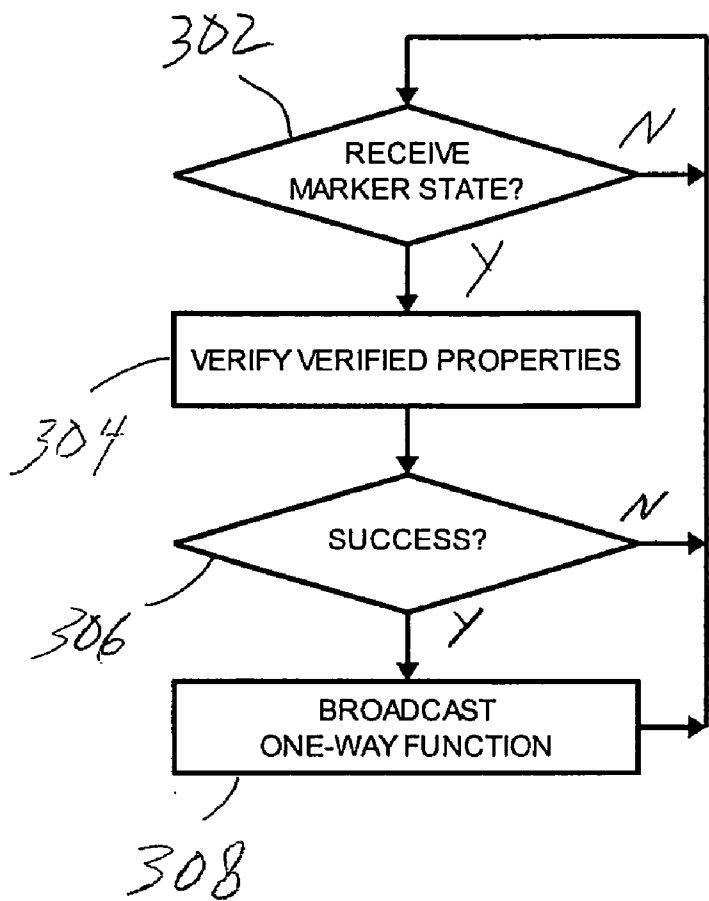 302
RECEIVE
MARKER STATE?
N
Y
VERIFY VERIFIED PROPERTIES
304
SUCCESS?
N
306
Y
BROADCAST
ONE-WAY FUNCTION
308